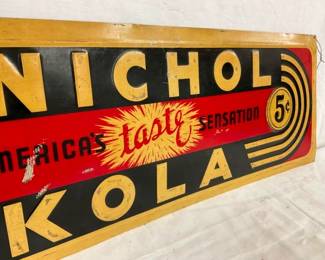 NICHOL
AMERICA'S taste SENSATION 5¢
KOLA